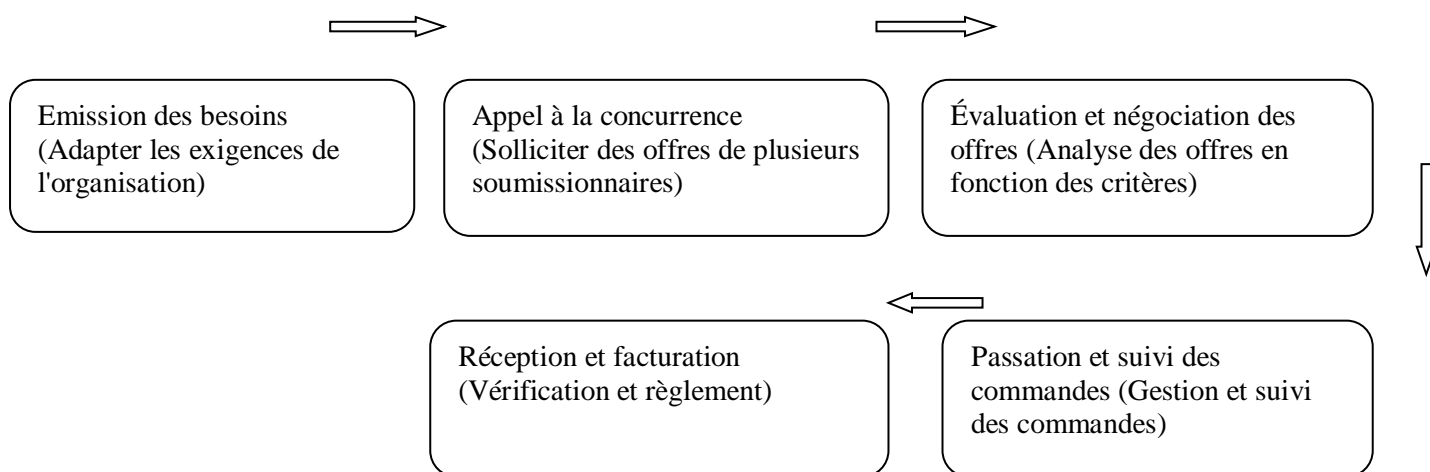 Emission des besoins
(Adapter les exigences de
l'organisation)
Appel à la concurrence
(Solliciter des offres de plusieurs
soumissionnaires)
Évaluation et négociation des
offres (Analyse des offres en
fonction des critères)
Passation et suivi des
commandes (Gestion et suivi
des commandes)
Réception et facturation
(Vérification et règlement)